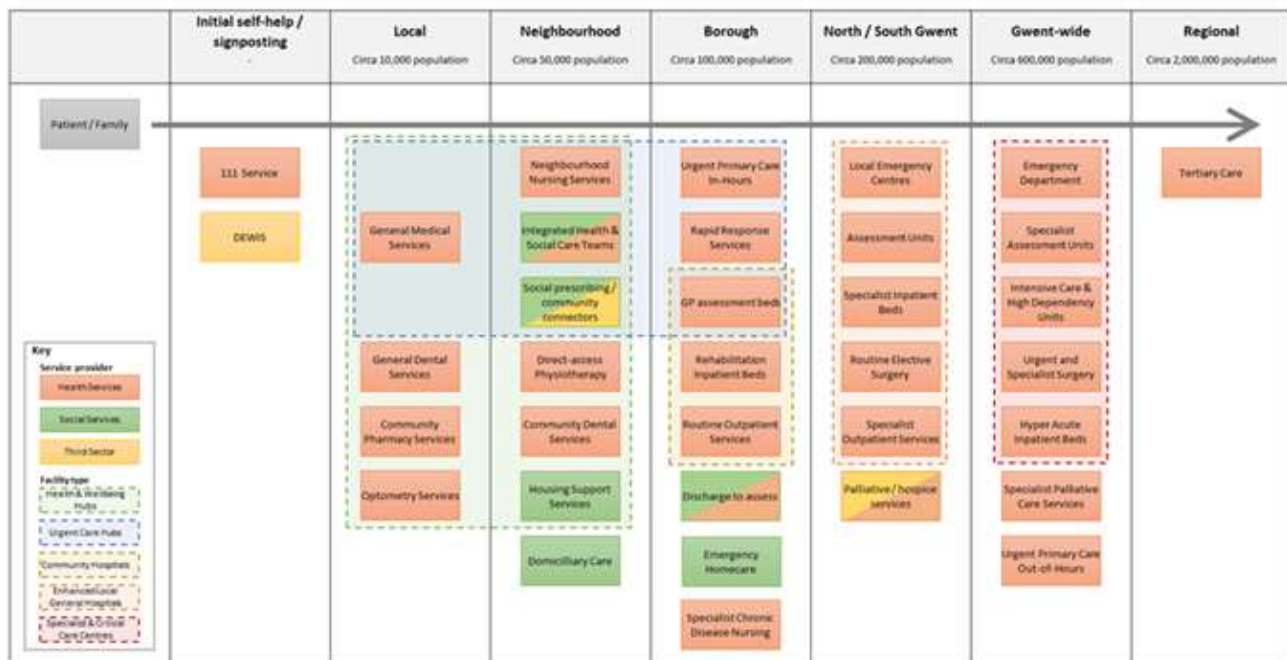 Initial self-help /
signposting
-
Local
Circa 10,000 population
Neighbourhood
Circa 50,000 population
Borough
Circa 100,000 population
North / South Gwent
Circa 200,000 population
Gwent-wide
Circa 600,000 population
Regional
Circa 2,000,000 population
Patient / Family
111 Service
DEWIS
General Medical
Services
General Dental
Services
Community
Pharmacy Services
Optometry Services
Neighbourhood
Nursing Services
Integrated Health &
Social Care Teams
Social prescribing /
community
connectors
Direct-access
Physiotherapy
Community Dental
Services
Housing Support
Services
Domicilliary Care
Urgent Primary Care
In-Hours
Rapid Response
Services
GP assessment beds
Rehabilitation
Inpatient Beds
Routine Outpatient
Services
Discharge to assess
Emergency
Homecare
Specialist Chronic
Disease Nursing
Local Emergency
Centres
Assessment Units
Specialist Inpatient
Beds
Routine Elective
Surgery
Specialist
Outpatient Services
Palliative / hospice
services
Emergency
Department
Specialist
Assessment Units
Intensive Care &
High Dependency
Units
Urgent and
Specialist Surgery
Hyper Acute
Inpatient Beds
Specialist Palliative
Care Services
Urgent Primary Care
Out-of-Hours
Tertiary Care
Key
Service provider
Health Services
Social Services
Third Sector
Facility type
Health & Wellbeing
Hubs
Urgent Care Hubs
Community Hospitals
Enhanced Local
General Hospitals
Specialist & Critical
Care Centres